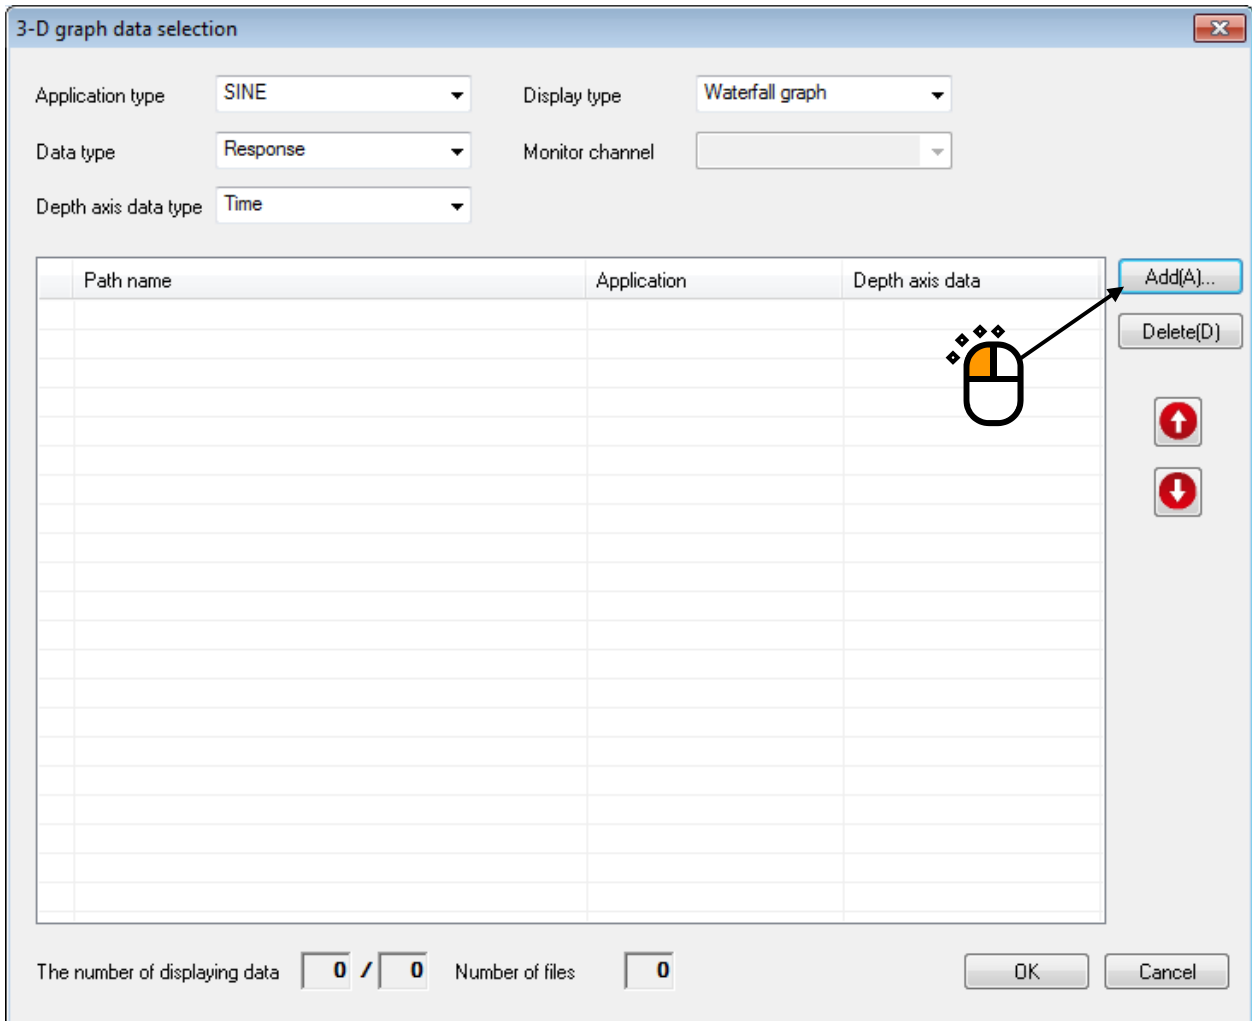 3-D graph data selection
Application type SINE Display type Waterfall graph
Data type Response Monitor channel
Depth axis data type Time
Path name Application Depth axis data Add(A)...
Delete(D)
The number of displaying data 0 / 0 Number of files 0 OK Cancel